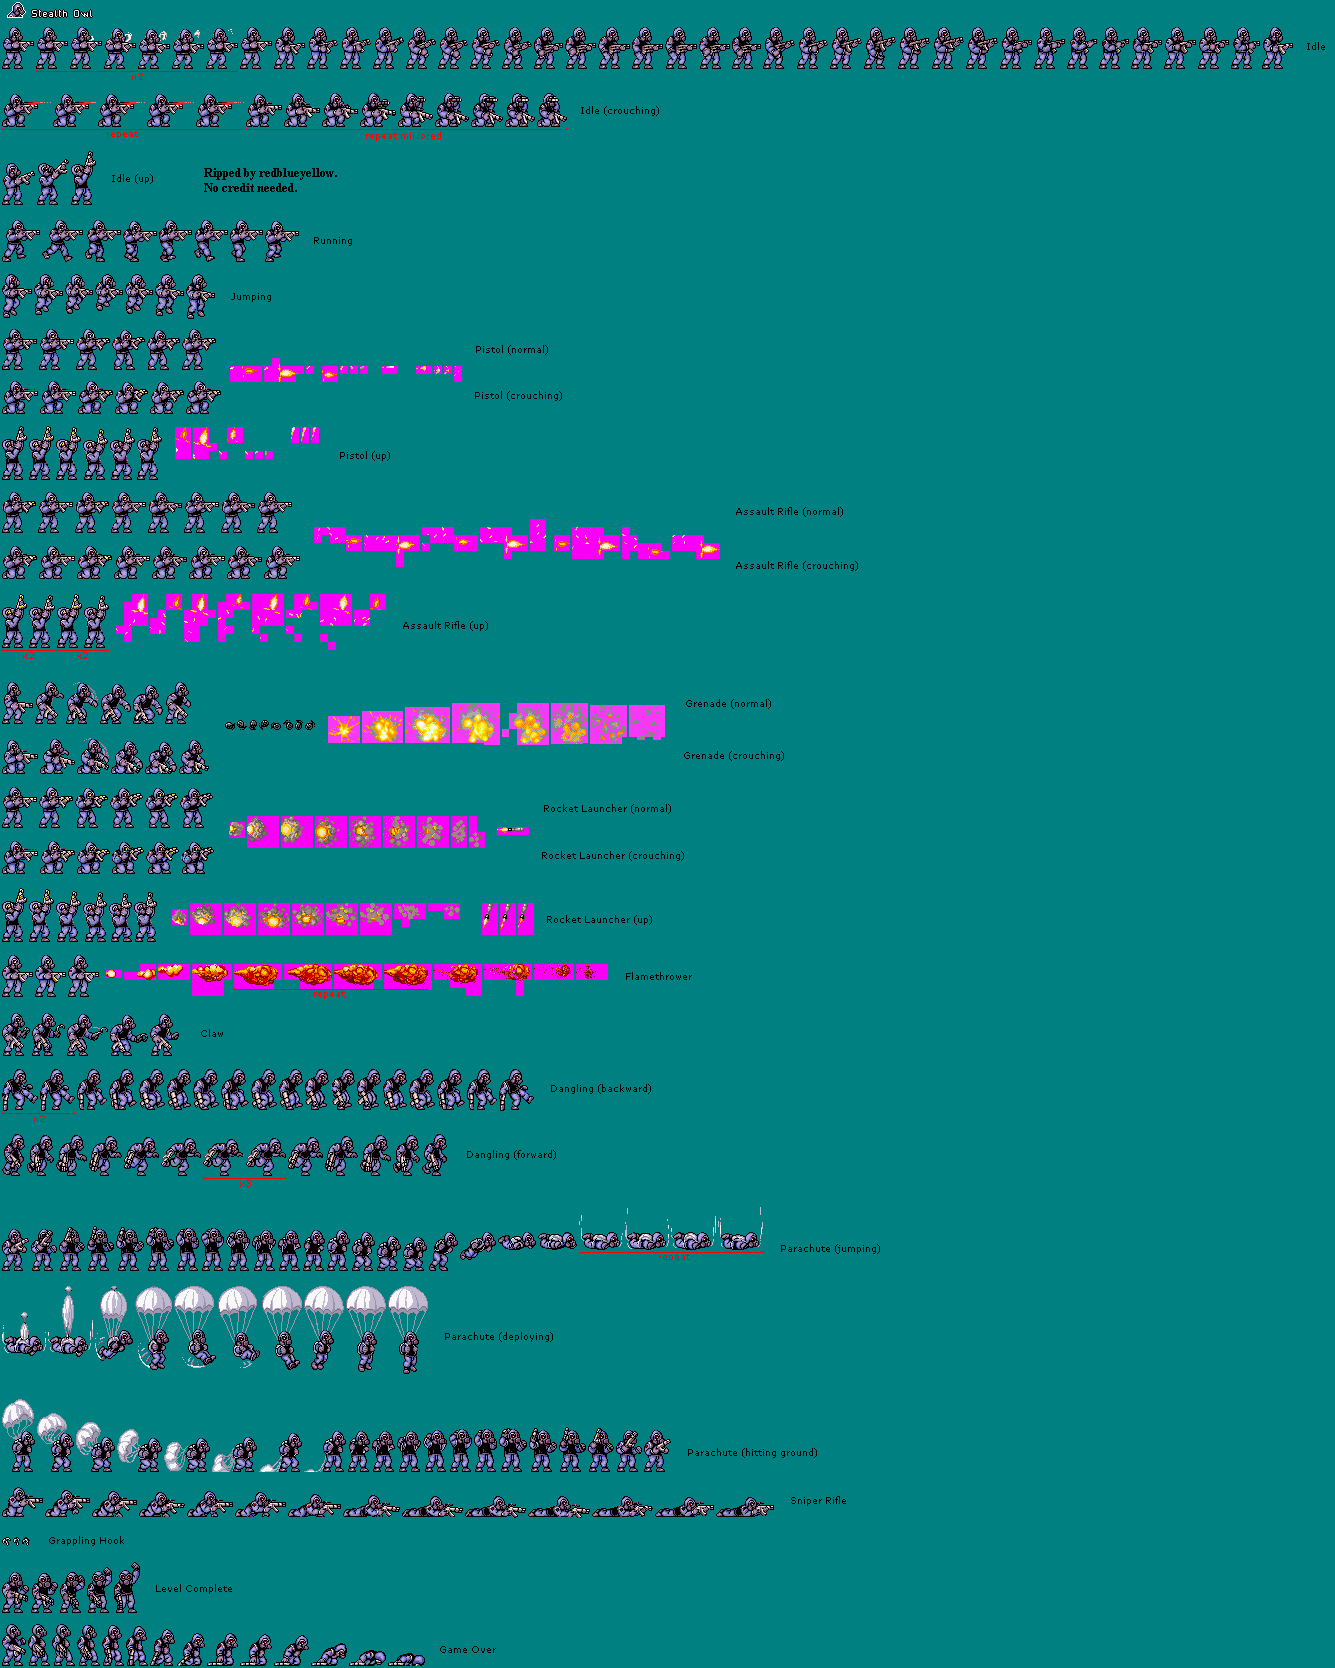 Stealth Owl
Idle
x7
Idle (crouching)
repeat
Idle (up)
Ripped by redblueyellow.
No credit needed.
Running
Jumping
Pistol (normal)
Pistol (crouching)
Pistol (up)
Assault Rifle (normal)
Assault Rifle (crouching)
Assault Rifle (up)
Grenade (normal)
Grenade (crouching)
Rocket Launcher (normal)
Rocket Launcher (crouching)
Rocket Launcher (up)
Flamethrower
repeat
Claw
Dangling (backward)
Dangling (forward)
Parachute (jumping)
Parachute (deploying)
Parachute (hitting ground)
Sniper Rifle
Grappling Hook
Level Complete
Game Over